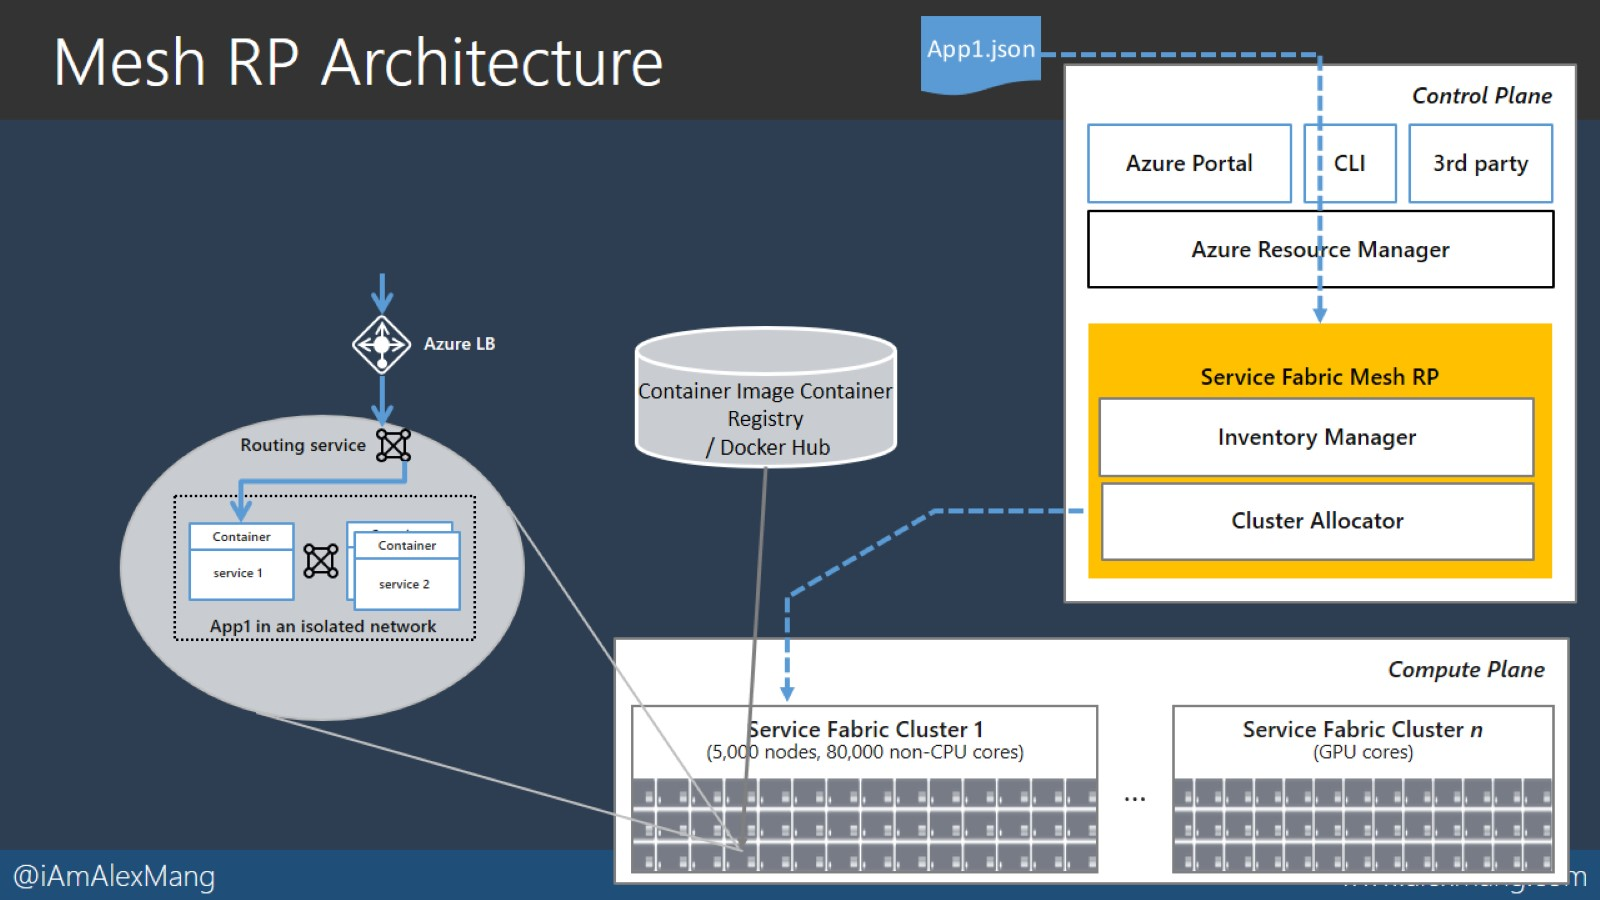 Mesh RP Architecture
App1.json
Control Plane
Azure Portal
CLI
3rd party
Azure Resource Manager
Service Fabric Mesh RP
Inventory Manager
Cluster Allocator
Azure LB
Routing service
Container
service 1
Container
service 2
App1 in an isolated network
Container Image Container
Registry
/ Docker Hub
Compute Plane
Service Fabric Cluster 1
(5,000 nodes, 80,000 non-CPU cores)
...
Service Fabric Cluster n
(GPU cores)
@iAmAlexMang